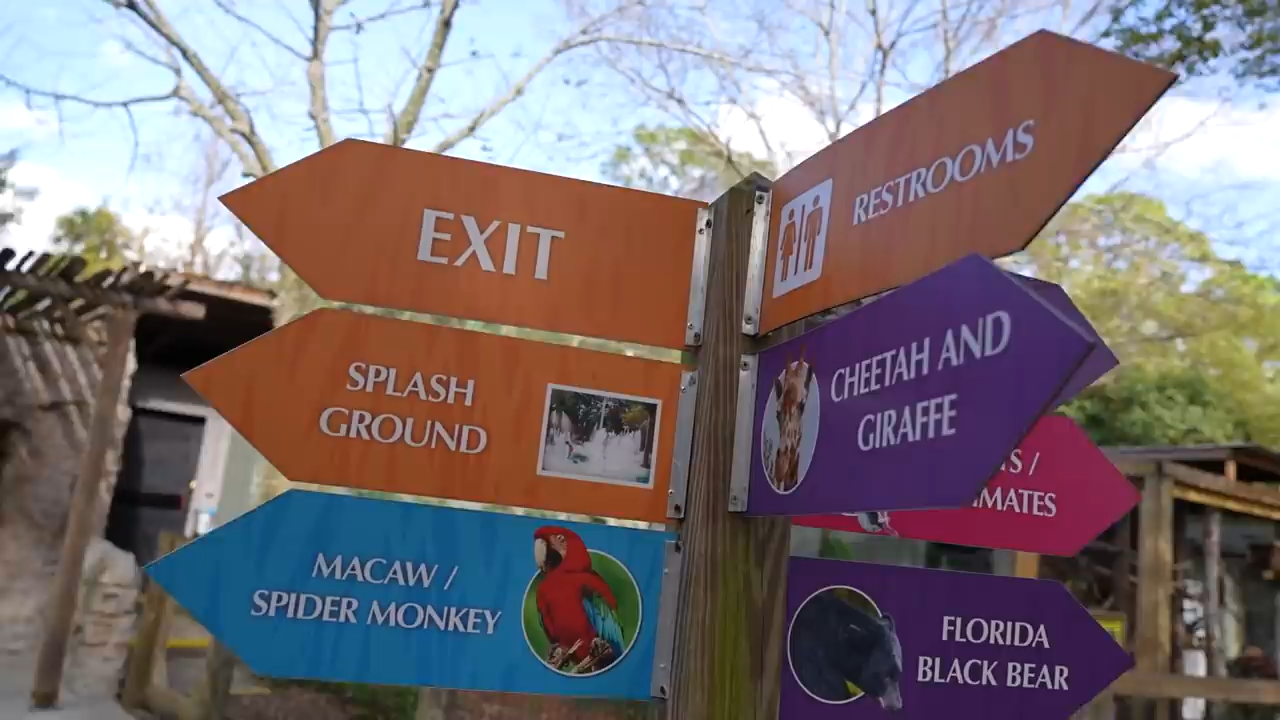 EXIT
RESTROOMS
SPLASH
GROUND
CHEETAH AND
GIRAFFE
MACAW /
SPIDER MONKEY
FLORIDA
BLACK BEAR